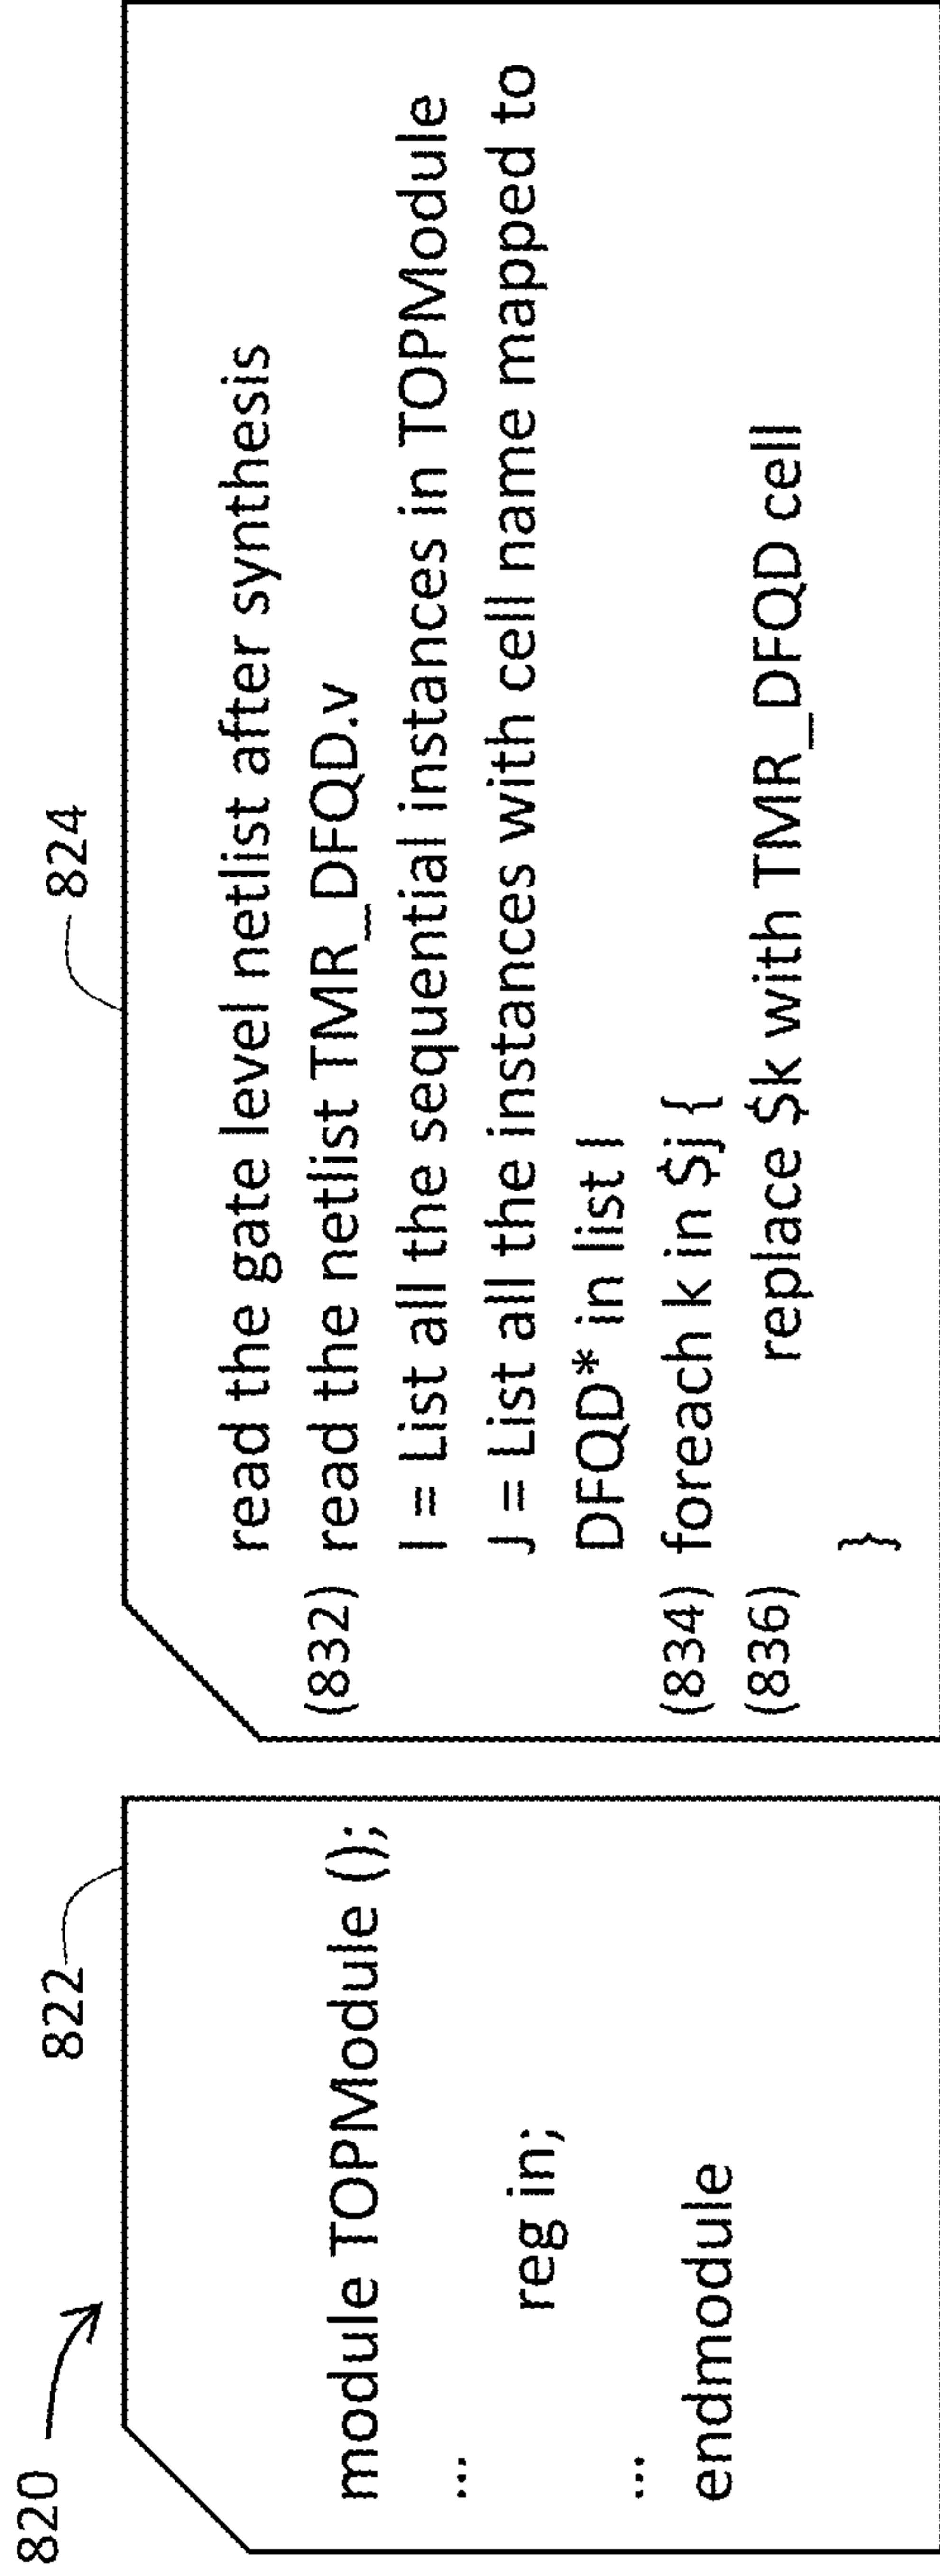 820
822
module TOPModule ();
...
reg in;
...
endmodule
824
read the gate level netlist after synthesis
(832) read the netlist TMR_DFQD.v
I = List all the sequential instances in TOPModule
J = List all the instances with cell name mapped to
DFQD* in list I
(834) foreach k in $j {
(836) replace $k with TMR_DFQD cell
}